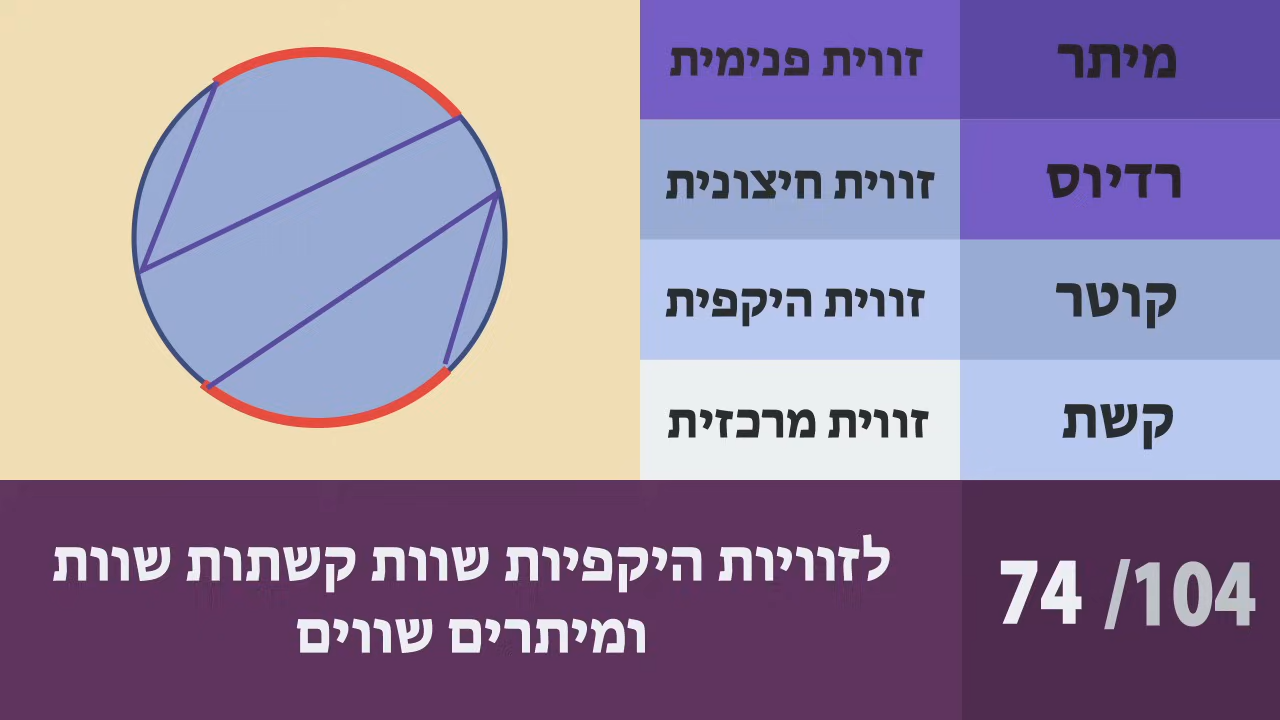 מיתר
זווית פנימית
רדיוס
זווית חיצונית
קוטר
זווית היקפית
קשת
זווית מרכזית
74 /104
לזוויות היקפיות שוות קשתות שוות
ומיתרים שווים